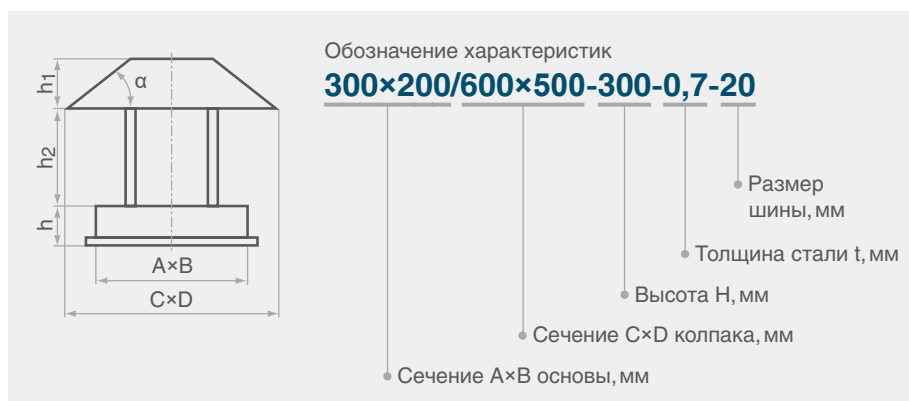 Обозначение характеристик
300×200/600×500-300-0,7-20
h1
α
h2
h
A×B
C×D
Размер
шины, мм
Толщина стали t, мм
Высота H, мм
Сечение C×D колпака, мм
Сечение A×B основы, мм